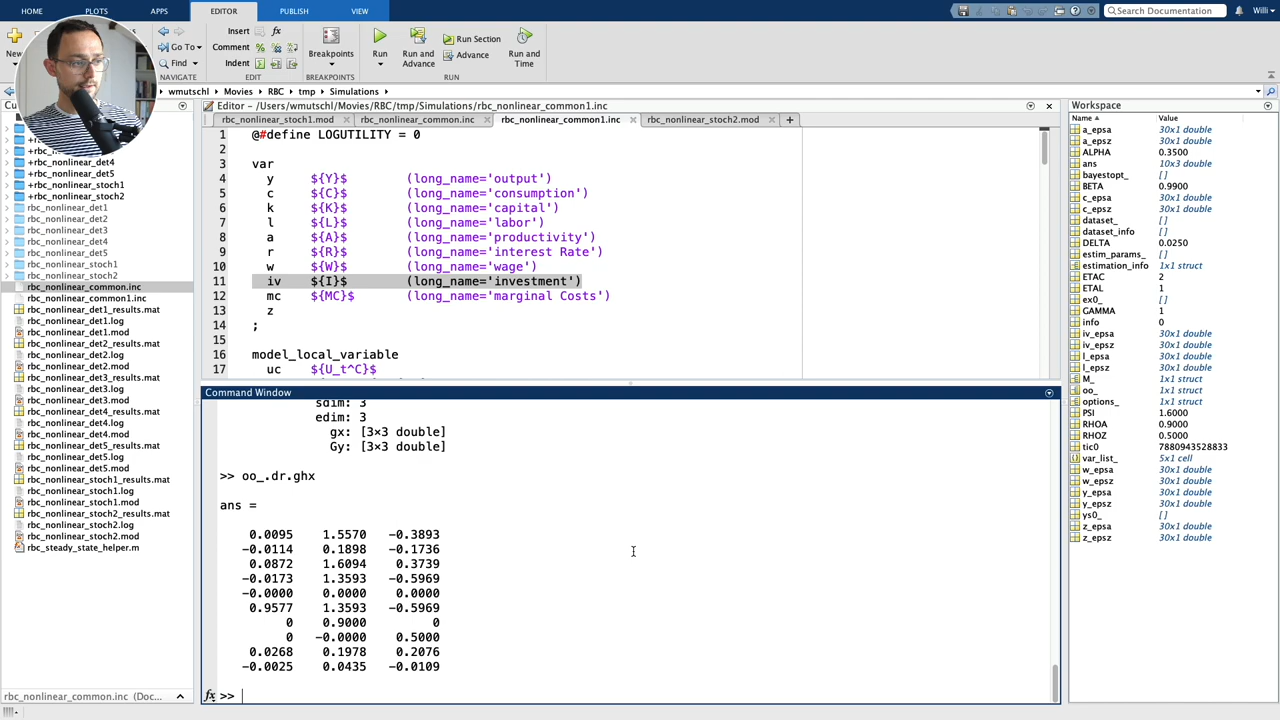 HOME PLOTS APPS EDITOR PUBLISH VIEW
Search Documentation Willi
New
Go To
Find
NAVIGATE
Insert fx
Comment
Indent
EDIT
Breakpoints
BREAKPOINTS
Run
Run and Advance
Run Section
Advance
Run and Time
RUN
wmutschl Movies RBC tmp Simulations
+rbc_nonlinear_det4
+rbc_nonlinear_det5
+rbc_nonlinear_stoch1
+rbc_nonlinear_stoch2
rbc_nonlinear_det1
rbc_nonlinear_det2
rbc_nonlinear_det3
rbc_nonlinear_det4
rbc_nonlinear_det5
rbc_nonlinear_stoch1
rbc_nonlinear_stoch2
rbc_nonlinear_common.inc
rbc_nonlinear_common1.inc
rbc_nonlinear_det1_results.mat
rbc_nonlinear_det1.log
rbc_nonlinear_det1.mod
rbc_nonlinear_det2_results.mat
rbc_nonlinear_det2.log
rbc_nonlinear_det2.mod
rbc_nonlinear_det3_results.mat
rbc_nonlinear_det3.log
rbc_nonlinear_det3.mod
rbc_nonlinear_det4_results.mat
rbc_nonlinear_det4.log
rbc_nonlinear_det4.mod
rbc_nonlinear_det5_results.mat
rbc_nonlinear_det5.log
rbc_nonlinear_det5.mod
rbc_nonlinear_stoch1_results.mat
rbc_nonlinear_stoch1.log
rbc_nonlinear_stoch1.mod
rbc_nonlinear_stoch2_results.mat
rbc_nonlinear_stoch2.log
rbc_nonlinear_stoch2.mod
rbc_steady_state_helper.m
rbc_nonlinear_common.inc (Doc...
Editor - /Users/wmutschl/Movies/RBC/tmp/Simulations/rbc_nonlinear_common1.inc
rbc_nonlinear_stoch1.mod rbc_nonlinear_common.inc rbc_nonlinear_common1.inc rbc_nonlinear_stoch2.mod
1 @#define LOGUTILITY = 0
2
3 var
4 y ${Y}$ (long_name='output')
5 c ${C}$ (long_name='consumption')
6 k ${K}$ (long_name='capital')
7 l ${L}$ (long_name='labor')
8 a ${A}$ (long_name='productivity')
9 r ${R}$ (long_name='interest Rate')
10 w ${W}$ (long_name='wage')
11 iv ${I}$ (long_name='investment')
12 mc ${MC}$ (long_name='marginal Costs')
13 z
14 ;
15
16 model_local_variable
17 uc ${U_t^C}$
Command Window
sdim: 3
edim: 3
gx: [3×3 double]
Gy: [3×3 double]
>> oo_.dr.ghx
ans =
0.0095 1.5570 -0.3893
-0.0114 0.1898 -0.1736
0.0872 1.6094 0.3739
-0.0173 1.3593 -0.5969
-0.0000 0.0000 0.0000
0.9577 1.3593 -0.5969
0 0.9000 0
0 -0.0000 0.5000
0.0268 0.1978 0.2076
-0.0025 0.0435 -0.0109
fx >>
Workspace
Name Value
a_epsa 30x1 double
a_epsz 30x1 double
ALPHA 0.3500
ans 10x3 double
bayestopt_ []
BETA 0.9900
c_epsa 30x1 double
c_epsz 30x1 double
dataset_ []
dataset_info []
DELTA 0.0250
estim_params_ []
estimation_info 1x1 struct
ETAC 2
ETAL 1
ex0_ []
GAMMA 1
info 0
iv_epsa 30x1 double
iv_epsz 30x1 double
l_epsa 30x1 double
l_epsz 30x1 double
M_ 1x1 struct
oo_ 1x1 struct
options_ 1x1 struct
PSI 1.6000
RHOA 0.9000
RHOZ 0.5000
tic0 7880943528833
var_list_ 5x1 cell
w_epsa 30x1 double
w_epsz 30x1 double
y_epsa 30x1 double
y_epsz 30x1 double
ys0_ []
z_epsa 30x1 double
z_epsz 30x1 double